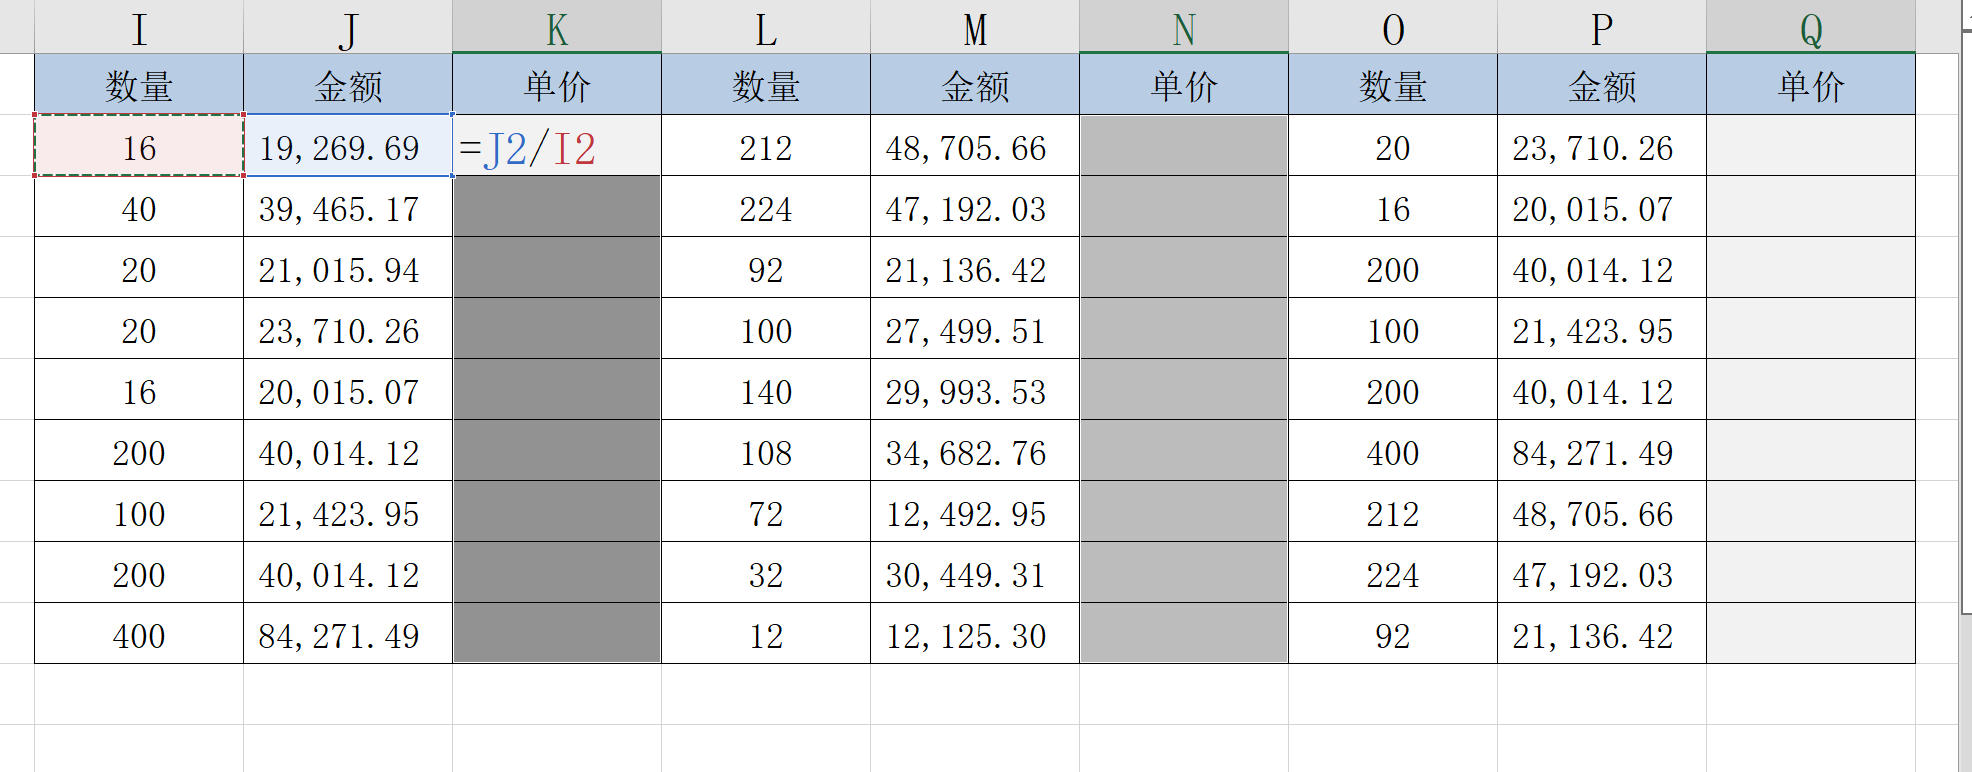 I J K L M N O P Q
数量 金额 单价 数量 金额 单价 数量 金额 单价
16 19,269.69 =J2/I2 212 48,705.66 20 23,710.26
40 39,465.17 224 47,192.03 16 20,015.07
20 21,015.94 92 21,136.42 200 40,014.12
20 23,710.26 100 27,499.51 100 21,423.95
16 20,015.07 140 29,993.53 200 40,014.12
200 40,014.12 108 34,682.76 400 84,271.49
100 21,423.95 72 12,492.95 212 48,705.66
200 40,014.12 32 30,449.31 224 47,192.03
400 84,271.49 12 12,125.30 92 21,136.42